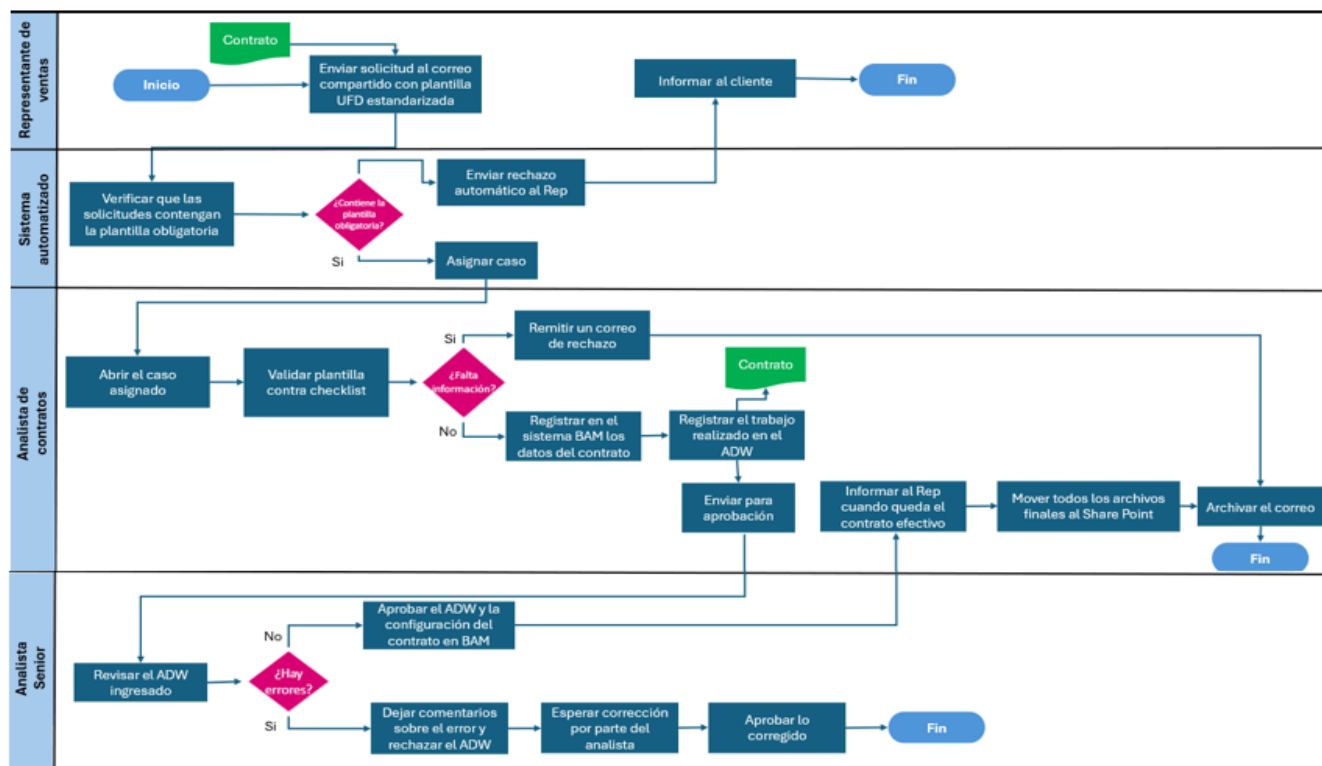 Representante de
ventas
Contrato
Inicio
Enviar solicitud al correo
compartido con plantilla
UFD estandarizada
Informar al cliente
Fin
Sistema
automatizado
Verificar que las
solicitudes contengan
la plantilla obligatoria
¿Contiene la
plantilla
obligatoria?
Enviar rechazo
automático al Rep
Si
Asignar caso
Analista de
contratos
Abrir el caso
asignado
Validar plantilla
contra checklist
¿Falta
información?
Si
Remitir un correo
de rechazo
No
Registrar en el
sistema BAM los
datos del contrato
Contrato
Registrar el trabajo
realizado en el
ADW
Enviar para
aprobación
Informar al Rep
cuando queda el
contrato efectivo
Mover todos los archivos
finales al Share Point
Archivar el correo
Fin
Analista
Senior
Revisar el ADW
ingresado
¿Hay
errores?
No
Aprobar el ADW y la
configuración del
contrato en BAM
Si
Dejar comentarios
sobre el error y
rechazar el ADW
Esperar corrección
por parte del
analista
Aprobar lo
corregido
Fin